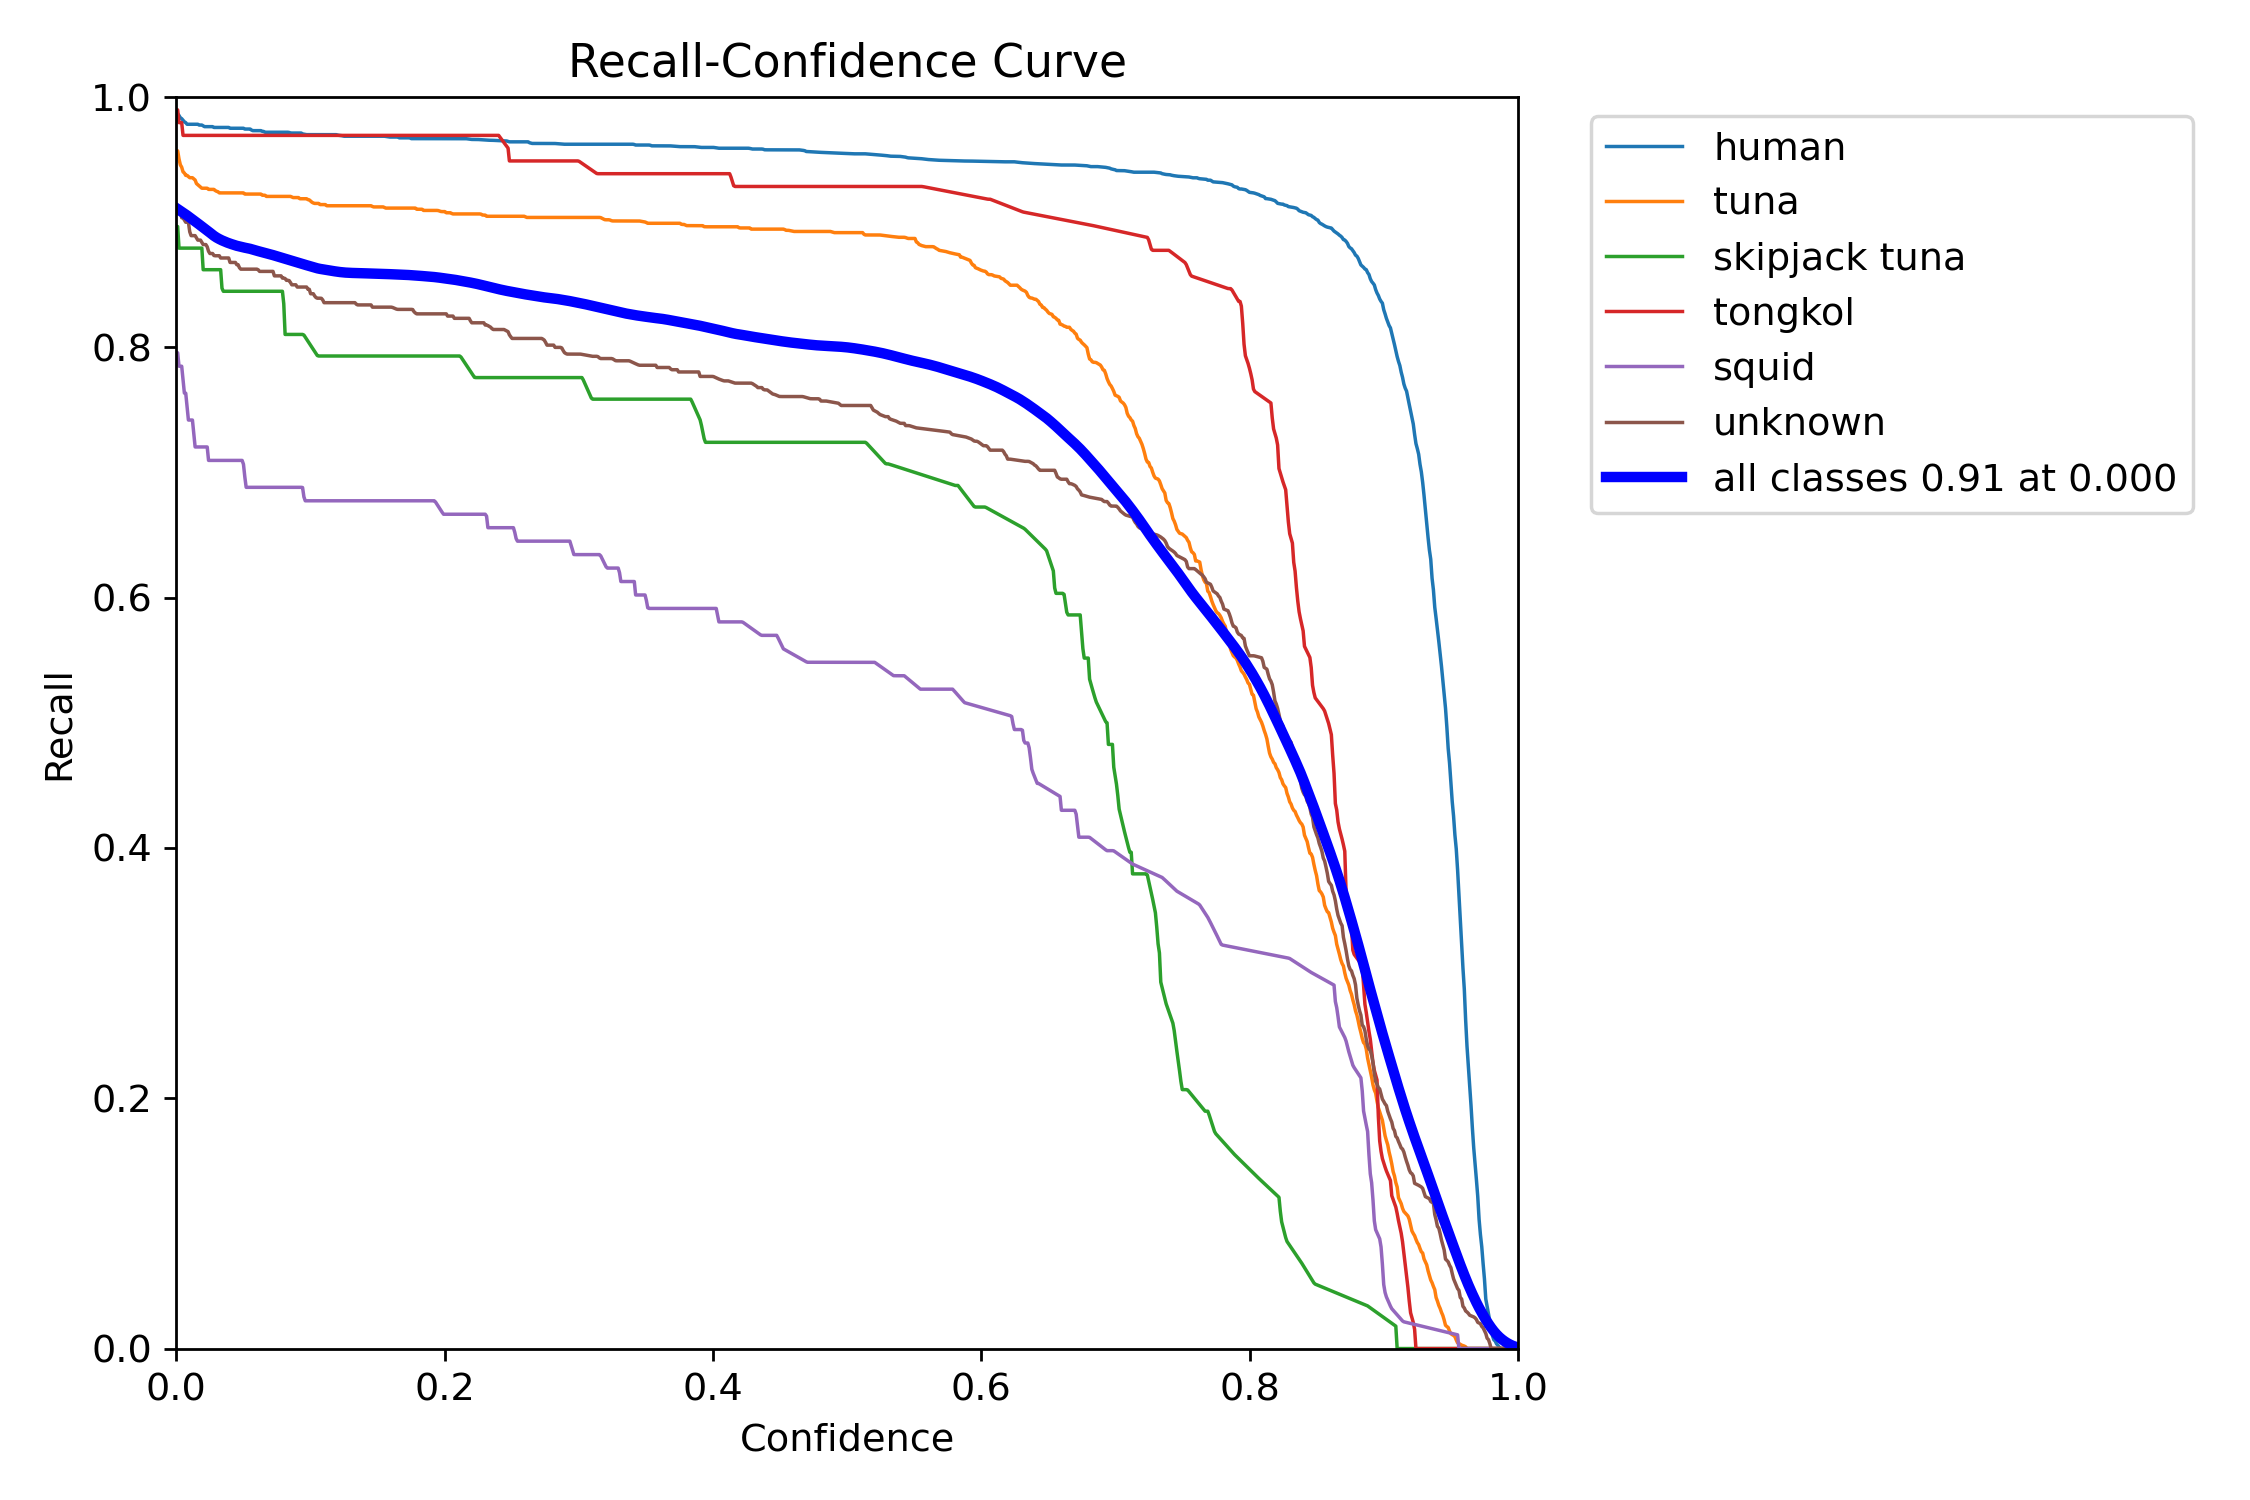 Recall-Confidence Curve
1.0
0.8
0.6
0.4
0.2
0.0
Recall
0.0 0.2 0.4 0.6 0.8 1.0
Confidence
human
tuna
skipjack tuna
tongkol
squid
unknown
all classes 0.91 at 0.000